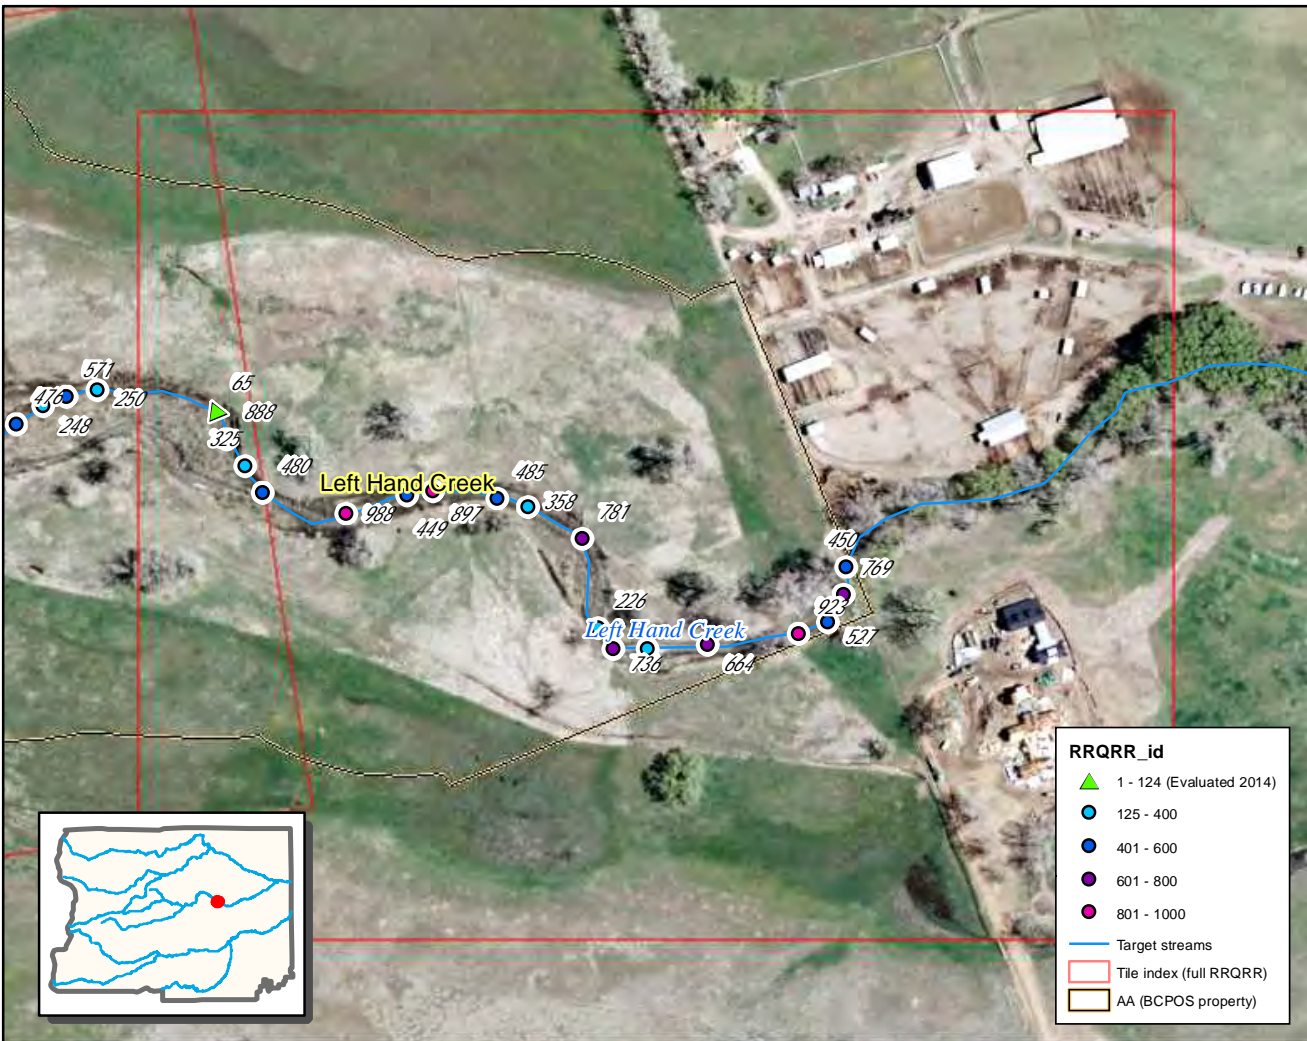 571
65
476
250
888
248
325
480
485
Left Hand Creek
358
988
897
449
781
450
769
226
923
Left Hand Creek
527
736
664
RRQRR_id
1 - 124 (Evaluated 2014)
125 - 400
401 - 600
601 - 800
801 - 1000
Target streams
Tile index (full RRQRR)
AA (BCPOS property)